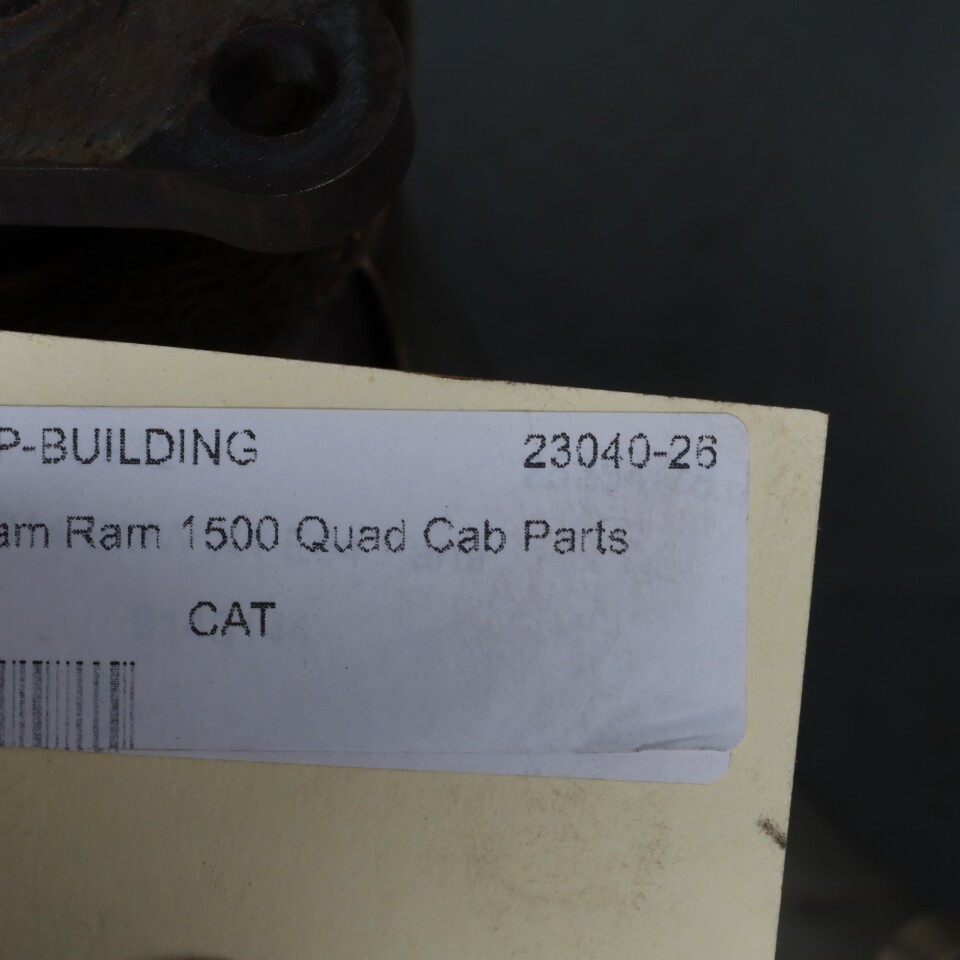 P-BUILDING 23040-26
am Ram 1500 Quad Cab Parts
CAT